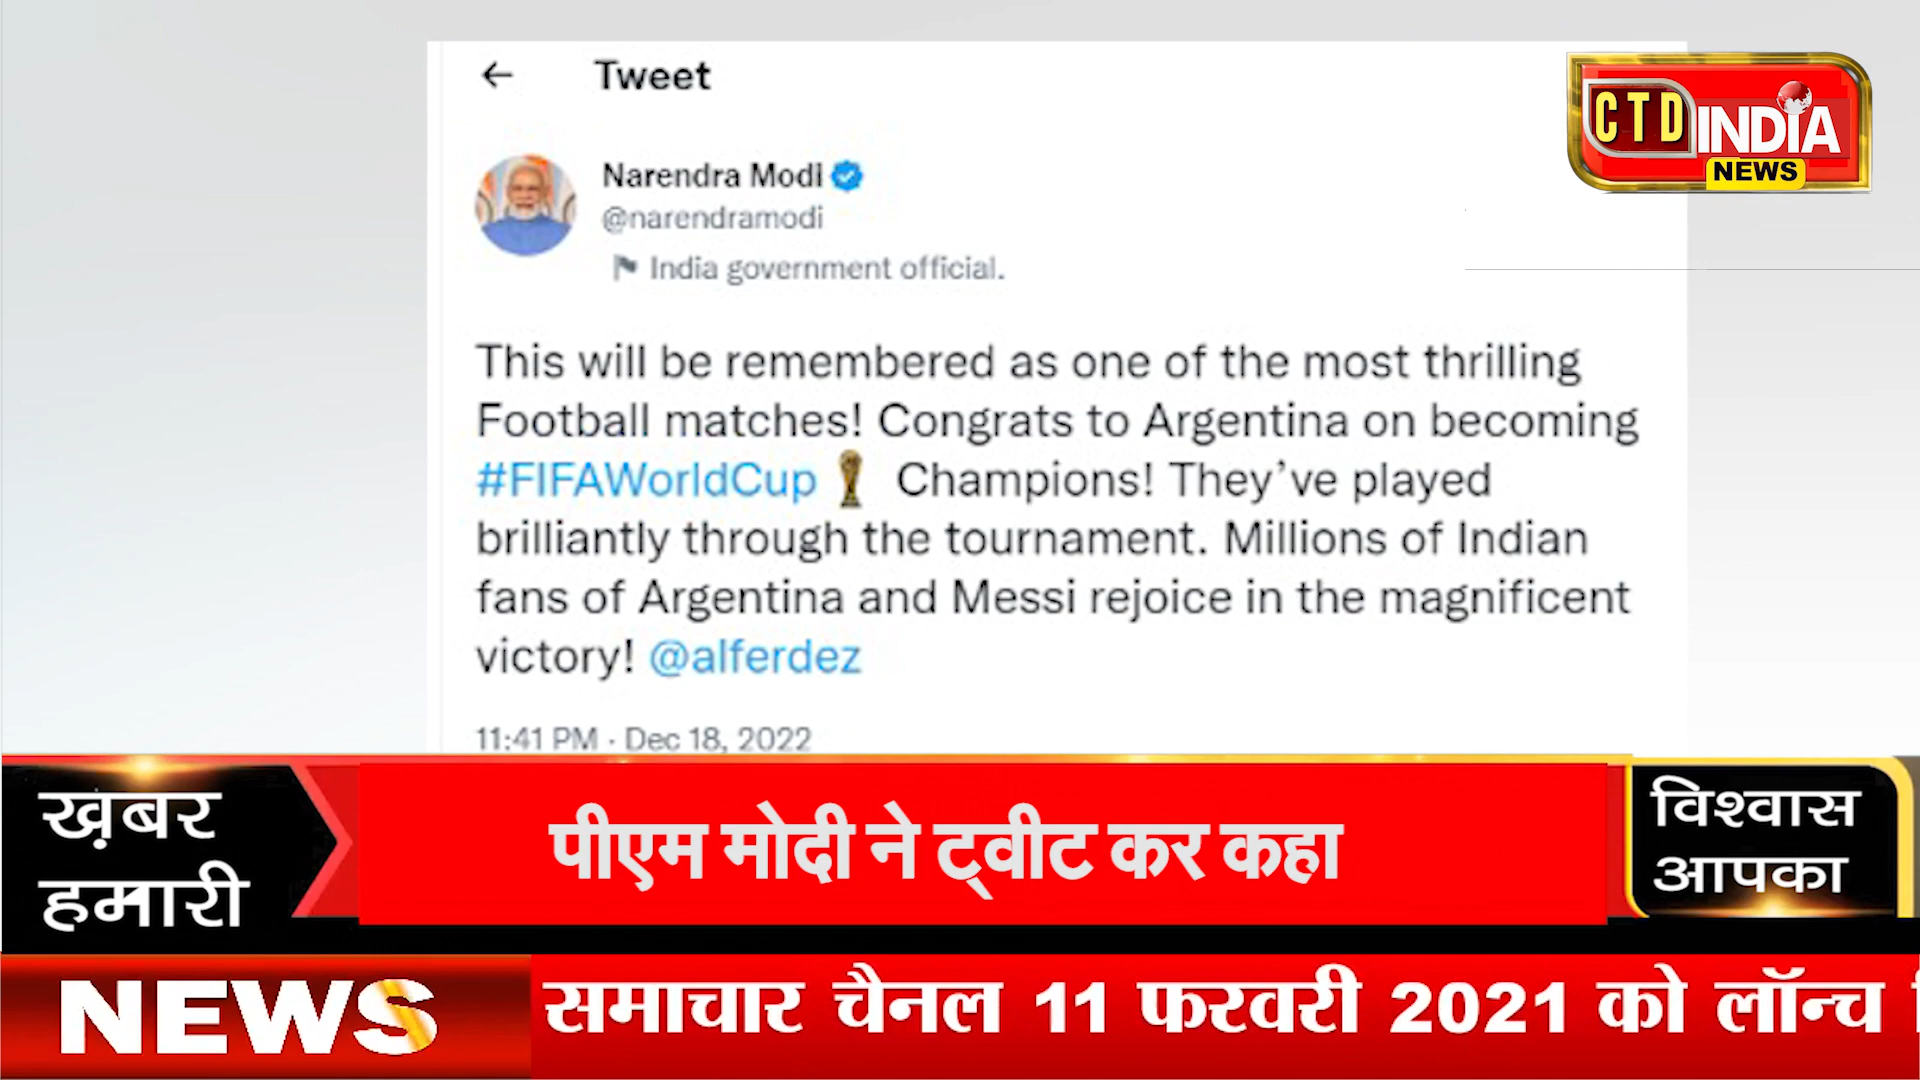 Tweet
CTD INDIA
NEWS
Narendra Modi
@narendramodi
India government official.
This will be remembered as one of the most thrilling
Football matches! Congrats to Argentina on becoming
#FIFAWorldCup Champions! They’ve played
brilliantly through the tournament. Millions of Indian
fans of Argentina and Messi rejoice in the magnificent
victory! @alferdez
11:41 PM · Dec 18, 2022
ख़बर
हमारी
पीएम मोदी ने ट्वीट कर कहा
विश्वास
आपका
NEWS
समाचार चैनल 11 फरवरी 2021 को लॉन्च